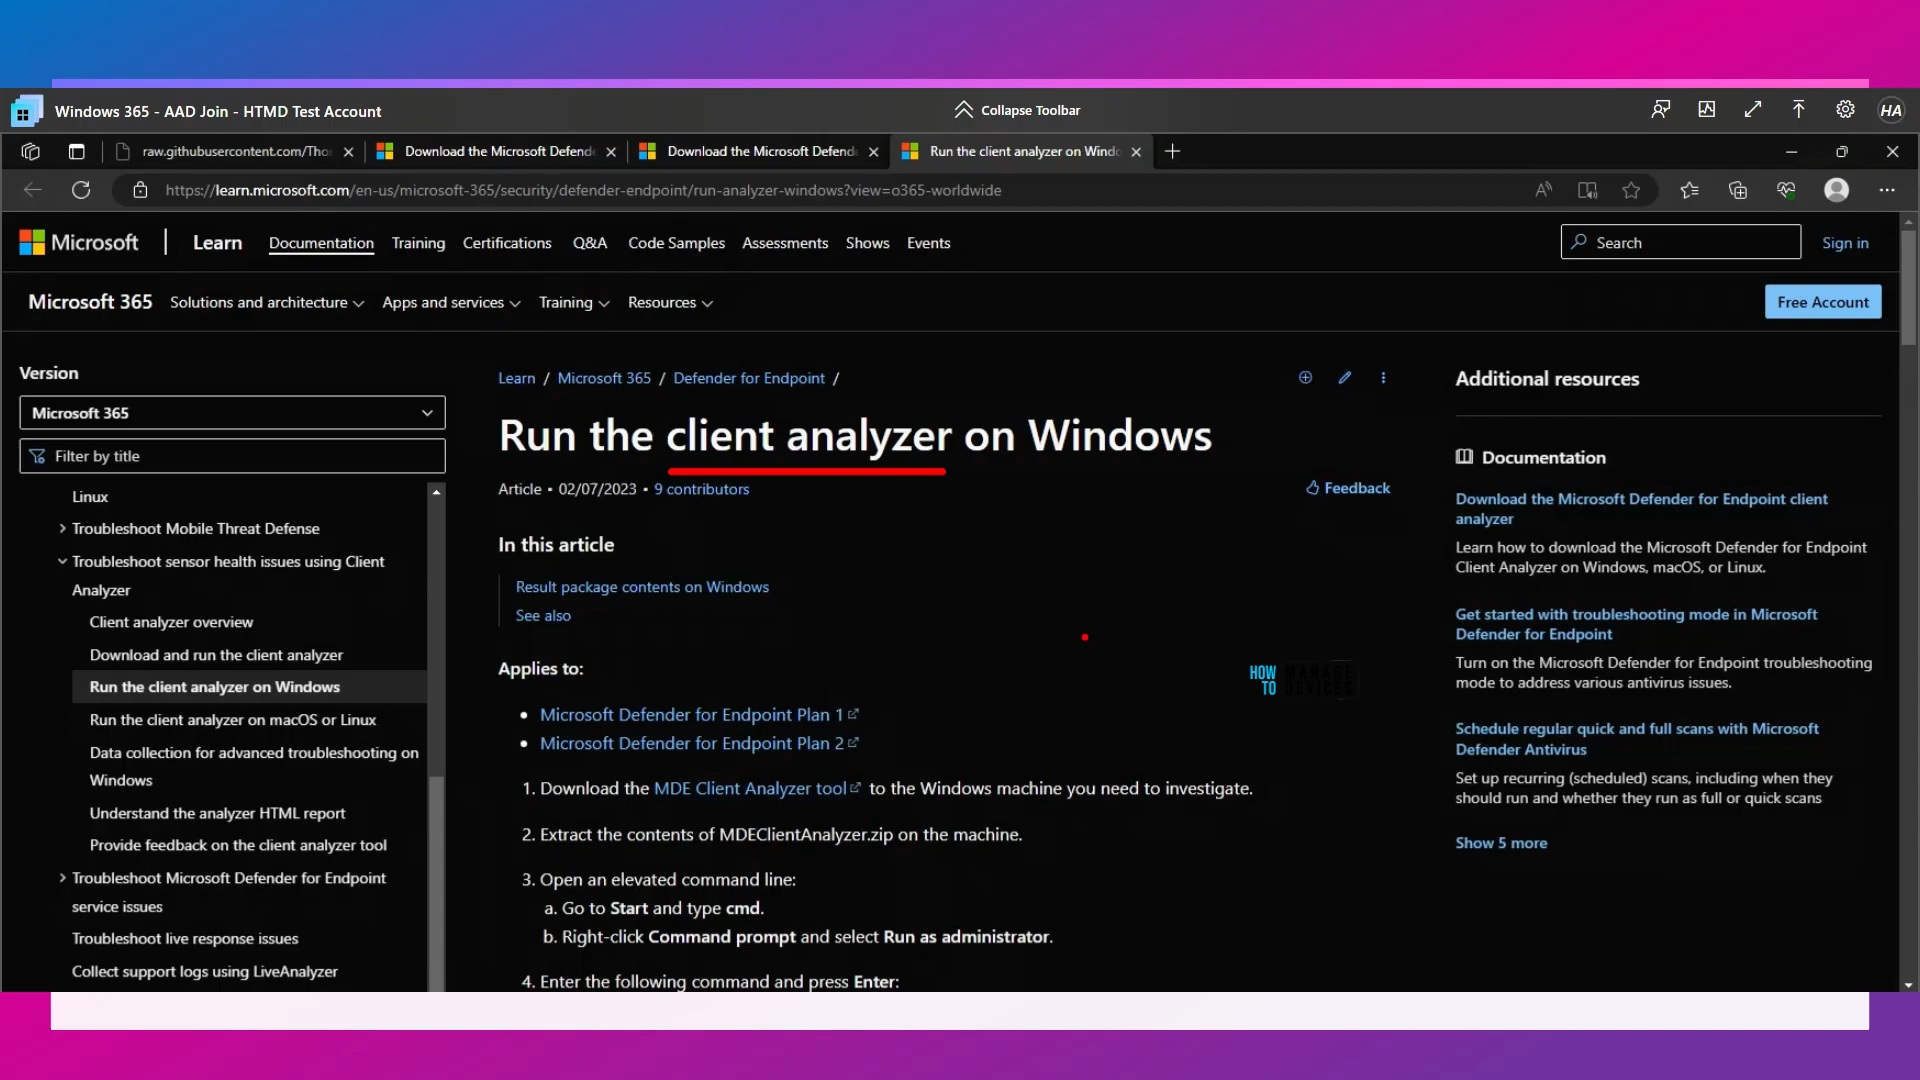 Windows 365 - AAD Join - HTMD Test Account
Collapse Toolbar
HA
raw.githubusercontent.com/Tho
Download the Microsoft Defend
Download the Microsoft Defend
Run the client analyzer on Windo
https://learn.microsoft.com/en-us/microsoft-365/security/defender-endpoint/run-analyzer-windows?view=o365-worldwide
Microsoft
Learn
Documentation
Training
Certifications
Q&A
Code Samples
Assessments
Shows
Events
Search
Sign in
Microsoft 365
Solutions and architecture
Apps and services
Training
Resources
Free Account
Version
Microsoft 365
Filter by title
Linux
Troubleshoot Mobile Threat Defense
Troubleshoot sensor health issues using Client
Analyzer
Client analyzer overview
Download and run the client analyzer
Run the client analyzer on Windows
Run the client analyzer on macOS or Linux
Data collection for advanced troubleshooting on
Windows
Understand the analyzer HTML report
Provide feedback on the client analyzer tool
Troubleshoot Microsoft Defender for Endpoint
service issues
Troubleshoot live response issues
Collect support logs using LiveAnalyzer
Learn / Microsoft 365 / Defender for Endpoint /
Run the client analyzer on Windows
Article • 02/07/2023 • 9 contributors
Feedback
In this article
Result package contents on Windows
See also
Applies to:
HOW MANAGE
TO DEVICES
• Microsoft Defender for Endpoint Plan 1
• Microsoft Defender for Endpoint Plan 2
1. Download the MDE Client Analyzer tool to the Windows machine you need to investigate.
2. Extract the contents of MDEClientAnalyzer.zip on the machine.
3. Open an elevated command line:
a. Go to Start and type cmd.
b. Right-click Command prompt and select Run as administrator.
4. Enter the following command and press Enter:
Additional resources
Documentation
Download the Microsoft Defender for Endpoint client
analyzer
Learn how to download the Microsoft Defender for Endpoint
Client Analyzer on Windows, macOS, or Linux.
Get started with troubleshooting mode in Microsoft
Defender for Endpoint
Turn on the Microsoft Defender for Endpoint troubleshooting
mode to address various antivirus issues.
Schedule regular quick and full scans with Microsoft
Defender Antivirus
Set up recurring (scheduled) scans, including when they
should run and whether they run as full or quick scans
Show 5 more